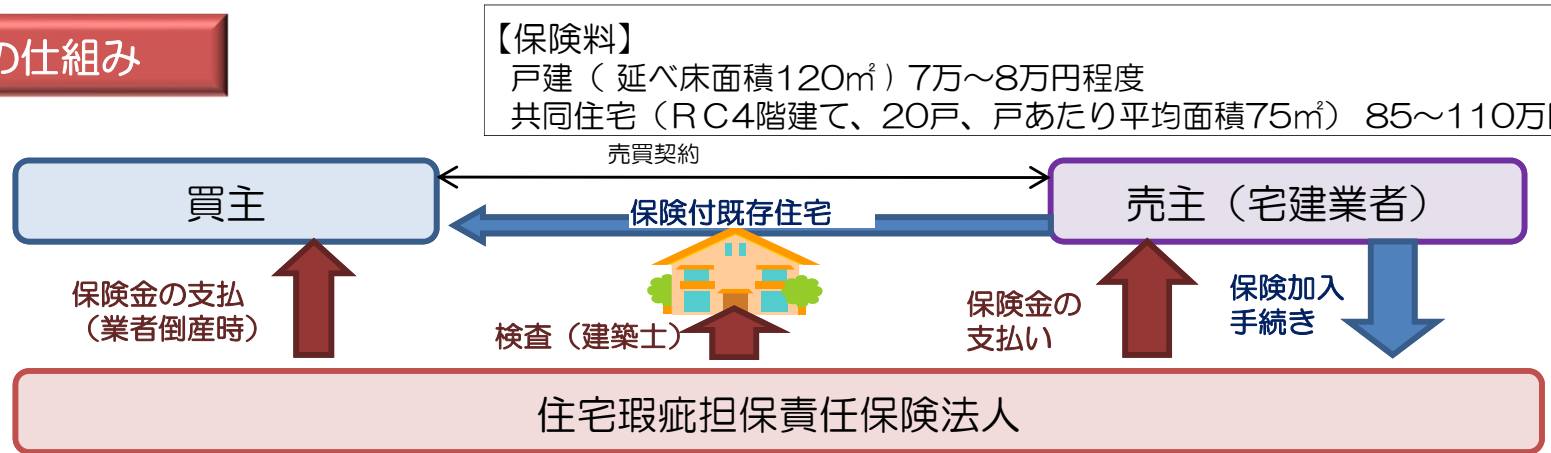 の仕組み
【保険料】
戸建（ 延べ床面積120㎡ ) 7万～8万円程度
共同住宅（ＲＣ4階建て、20戸、戸あたり平均面積75㎡） 85～110万
売買契約
買主
保険付既存住宅
売主（宅建業者）
保険金の支払
（業者倒産時）
検査（建築士）
保険金の
支払い
保険加入
手続き
住宅瑕疵担保責任保険法人